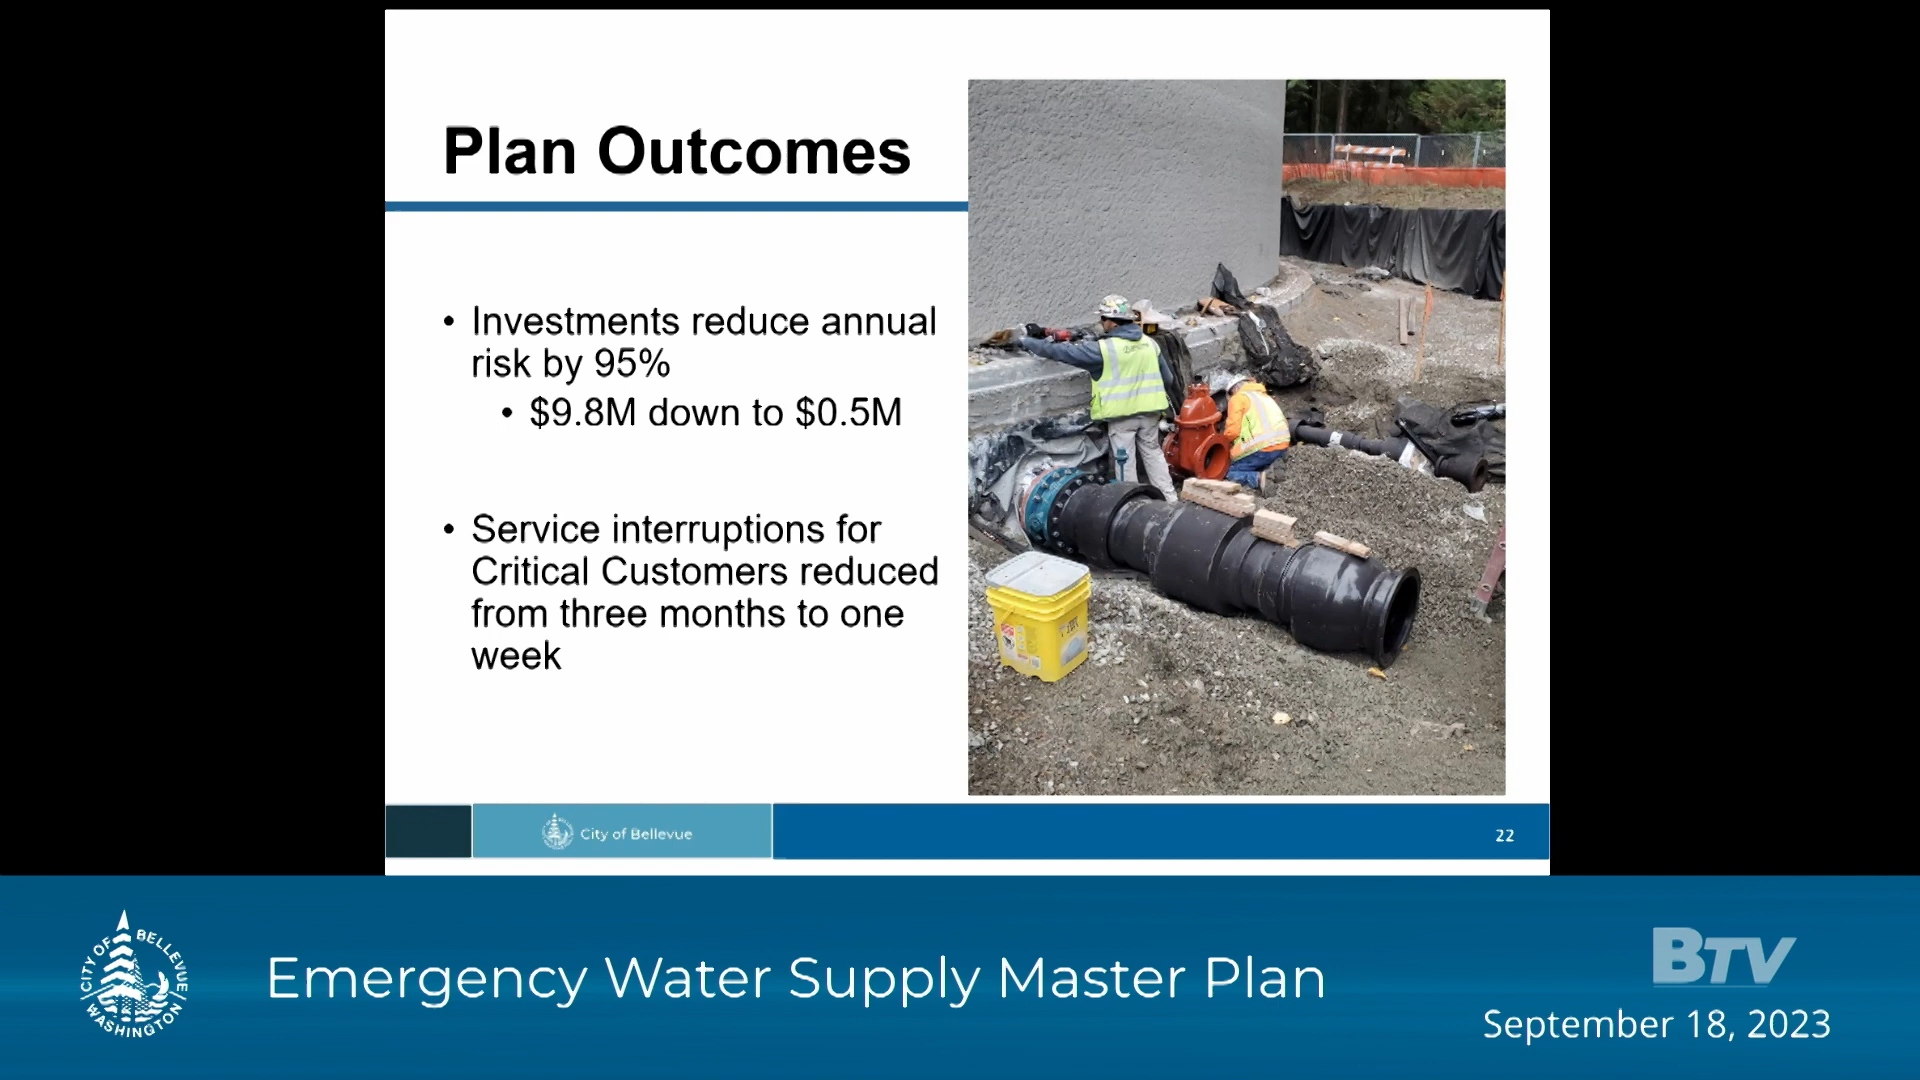 Plan Outcomes
• Investments reduce annual
risk by 95%
• $9.8M down to $0.5M
• Service interruptions for
Critical Customers reduced
from three months to one
week
City of Bellevue
22
CITY OF BELLEVUE
WASHINGTON
Emergency Water Supply Master Plan
BTV
September 18, 2023